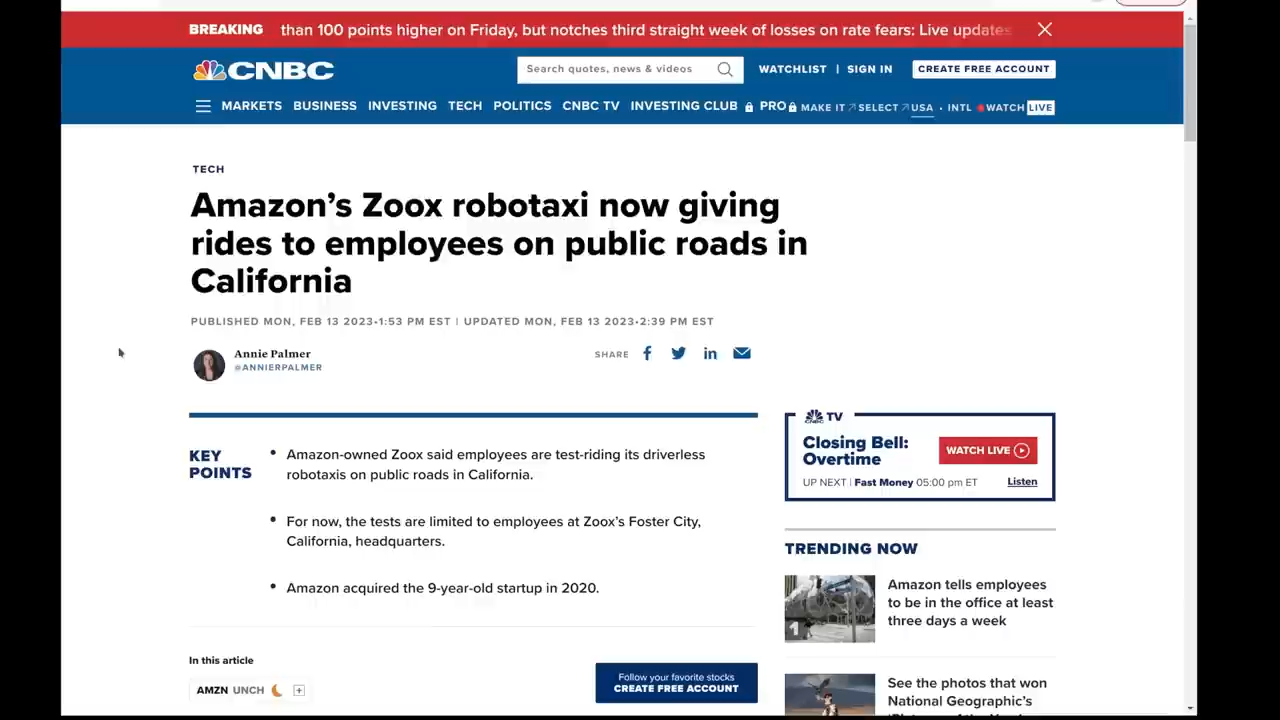 BREAKING than 100 points higher on Friday, but notches third straight week of losses on rate fears: Live updates
CNBC
Search quotes, news & videos
WATCHLIST | SIGN IN
CREATE FREE ACCOUNT
MARKETS BUSINESS INVESTING TECH POLITICS CNBC TV INVESTING CLUB PRO MAKE IT SELECT USA • INTL WATCH LIVE
TECH
Amazon’s Zoox robotaxi now giving
rides to employees on public roads in
California
PUBLISHED MON, FEB 13 2023•1:53 PM EST | UPDATED MON, FEB 13 2023•2:39 PM EST
Annie Palmer
@ANNIERPALMER
SHARE
KEY
POINTS
• Amazon-owned Zoox said employees are test-riding its driverless
robotaxis on public roads in California.
• For now, the tests are limited to employees at Zoox’s Foster City,
California, headquarters.
• Amazon acquired the 9-year-old startup in 2020.
In this article
AMZN UNCH +
Follow your favorite stocks
CREATE FREE ACCOUNT
CNBC TV
Closing Bell:
Overtime
WATCH LIVE
UP NEXT | Fast Money 05:00 pm ET
Listen
TRENDING NOW
1
Amazon tells employees
to be in the office at least
three days a week
See the photos that won
National Geographic’s